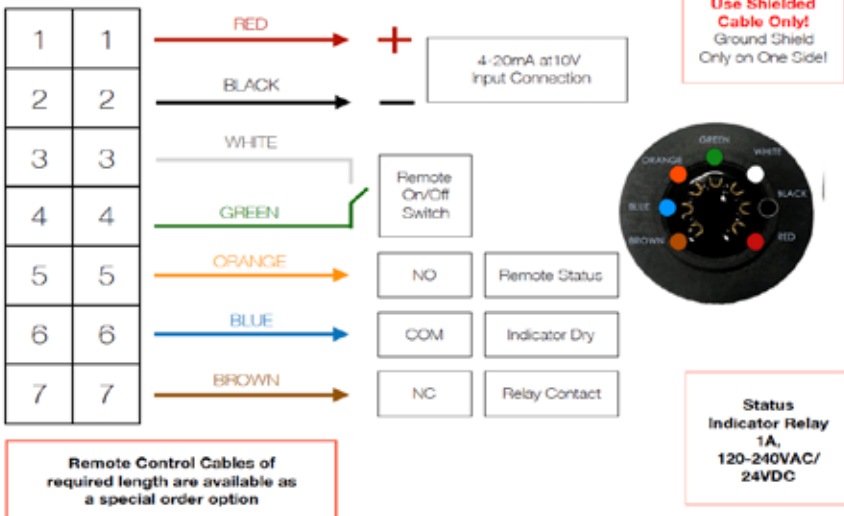 Use Shielded
Cable Only!
Ground Shield
Only on One Side!
1 1 RED +
4-20mA at10V
Input Connection
2 2 BLACK −
3 3 WHITE
Remote
On/Off
Switch
4 4 GREEN
5 5 ORANGE NO Remote Status
6 6 BLUE COM Indicator Dry
7 7 BROWN NC Relay Contact
GREEN
ORANGE WHITE
BLUE BLACK
BROWN RED
Remote Control Cables of
required length are available as
a special order option
Status
Indicator Relay
1A,
120-240VAC/
24VDC